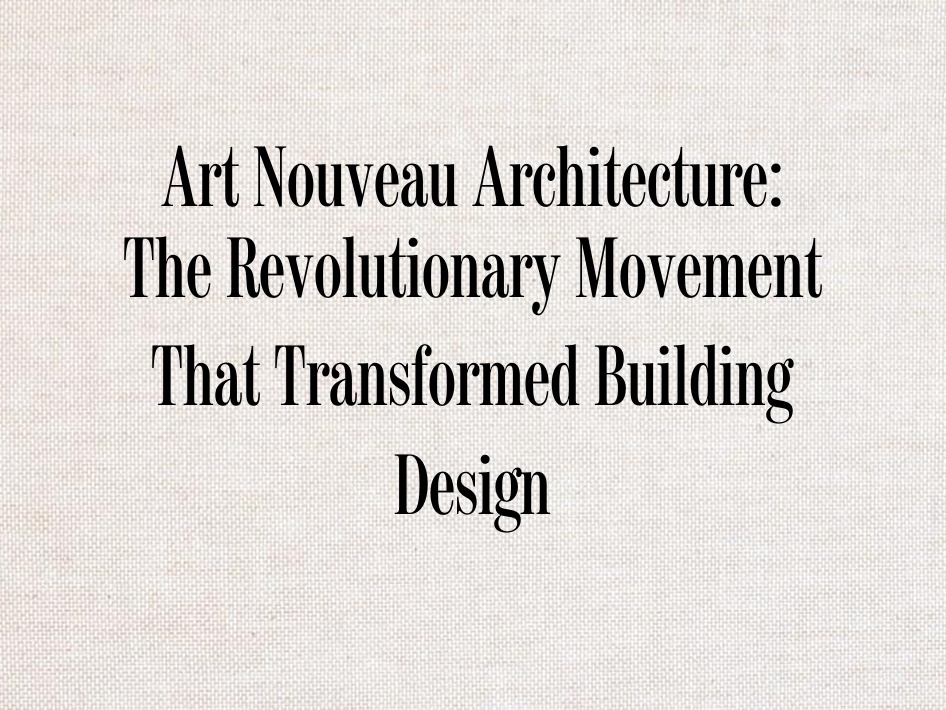 Art Nouveau Architecture:
The Revolutionary Movement
That Transformed Building
Design